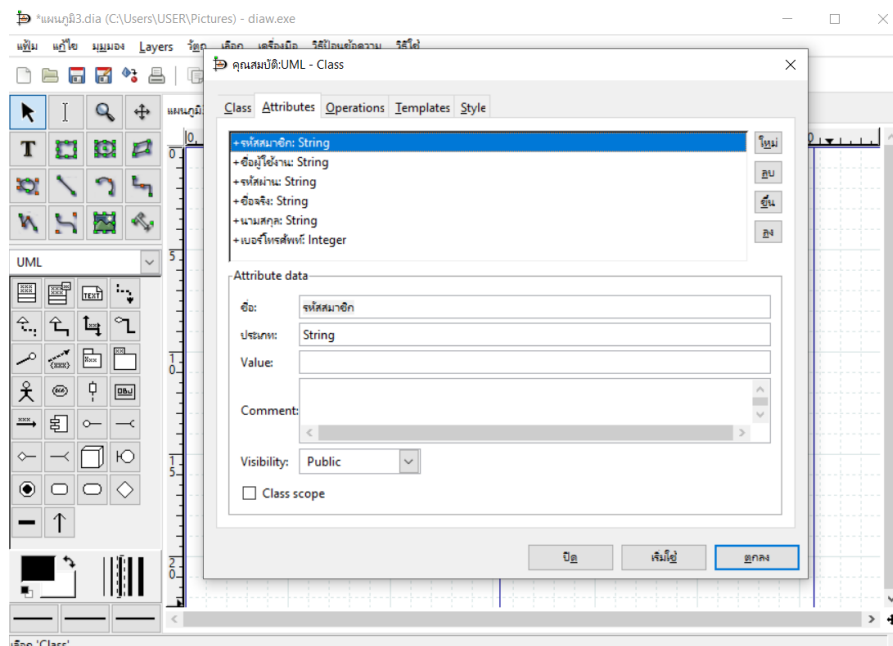 *แผนภูมิ3.dia (C:\Users\USER\Pictures) - diaw.exe
แฟ้ม แก้ไข มุมมอง Layers วัตถุ เลือก เครื่องมือ วิธีป้อนข้อความ วิธีใช้
คุณสมบัติ:UML - Class
แผนภูมิ
Class Attributes Operations Templates Style
+รหัสสมาชิก: String
+ชื่อผู้ใช้งาน: String
+รหัสผ่าน: String
+ชื่อจริง: String
+นามสกุล: String
+เบอร์โทรศัพท์: Integer
ใหม่
ลบ
ขึ้น
ลง
Attribute data
ชื่อ: รหัสสมาชิก
ประเภท: String
Value:
Comment:
Visibility: Public
Class scope
ปิด เริ่มใช้ ตกลง
UML
TEXT
เลือก 'Class'